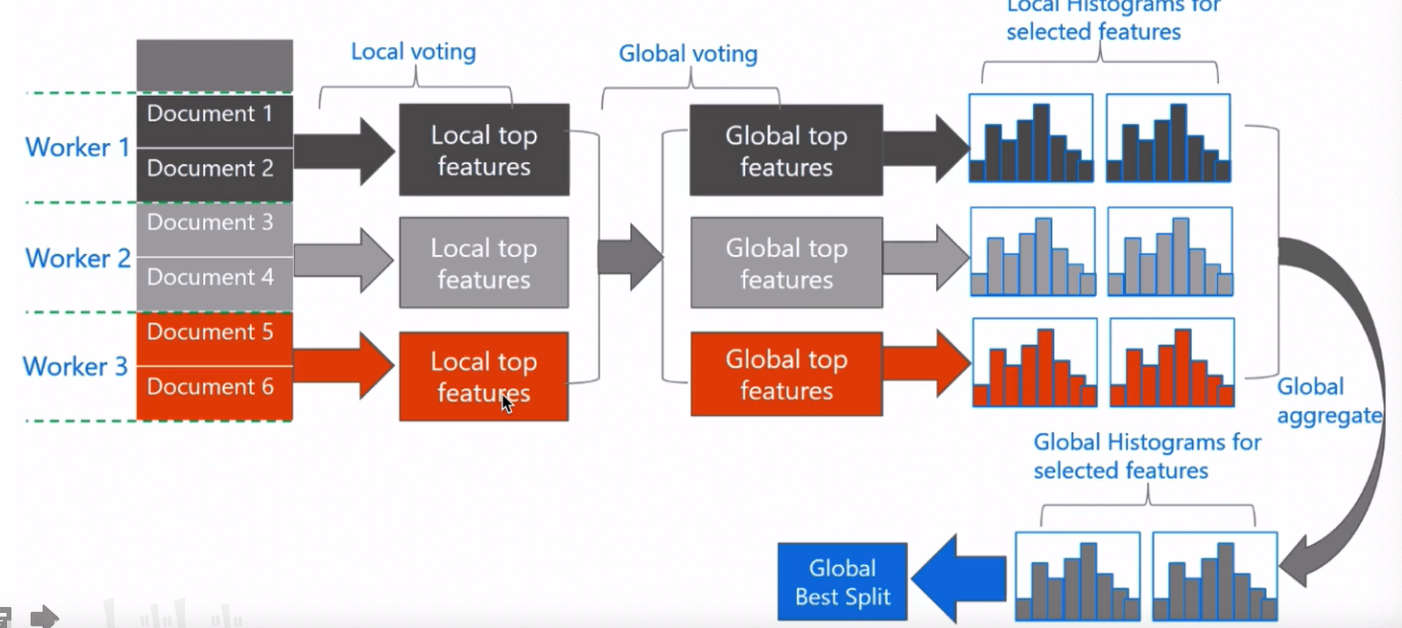 Local Histograms for
selected features
Local voting
Global voting
Worker 1
Document 1
Document 2
Local top
features
Global top
features
Worker 2
Document 3
Document 4
Local top
features
Global top
features
Worker 3
Document 5
Document 6
Local top
features
Global top
features
Global
aggregate
Global Histograms for
selected features
Global
Best Split